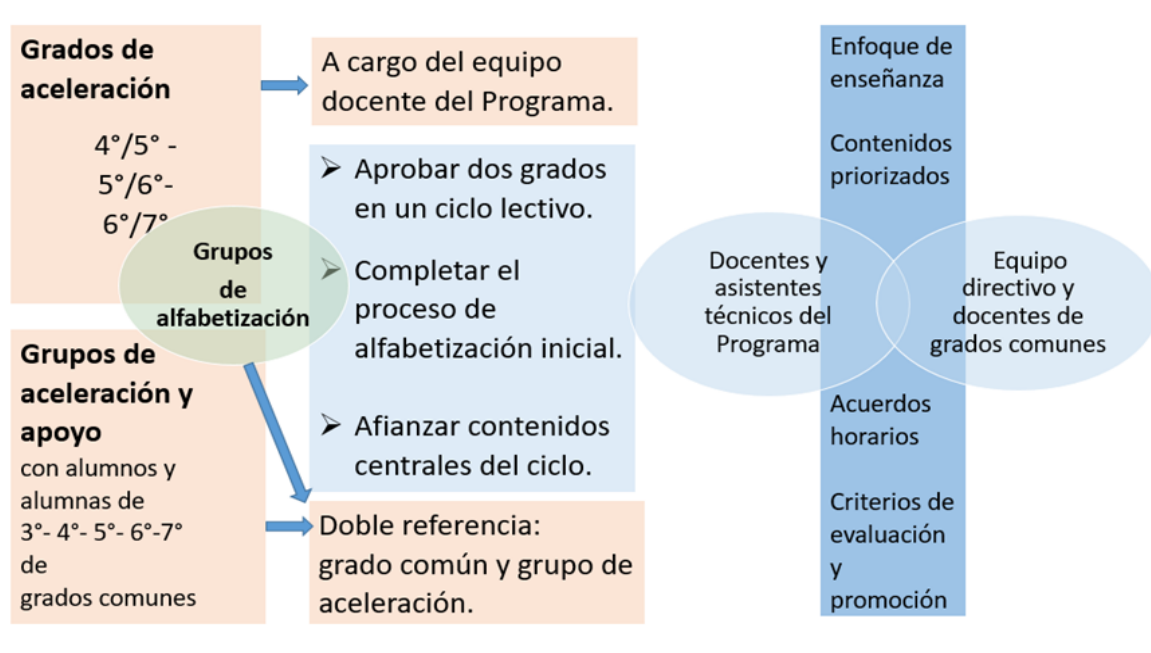 Grados de
aceleración
4°/5° -
5°/6°-
6°/7°
Grupos
de
alfabetización
Grupos de
aceleración y
apoyo
con alumnos y
alumnas de
3°- 4°- 5°- 6°-7°
de
grados comunes
A cargo del equipo
docente del Programa.
➢ Aprobar dos grados
en un ciclo lectivo.
➢ Completar el
proceso de
alfabetización inicial.
➢ Afianzar contenidos
centrales del ciclo.
Doble referencia:
grado común y grupo de
aceleración.
Enfoque de
enseñanza
Contenidos
priorizados
Docentes y
asistentes
técnicos del
Programa
Equipo
directivo y
docentes de
grados comunes
Acuerdos
horarios
Criterios de
evaluación
y
promoción